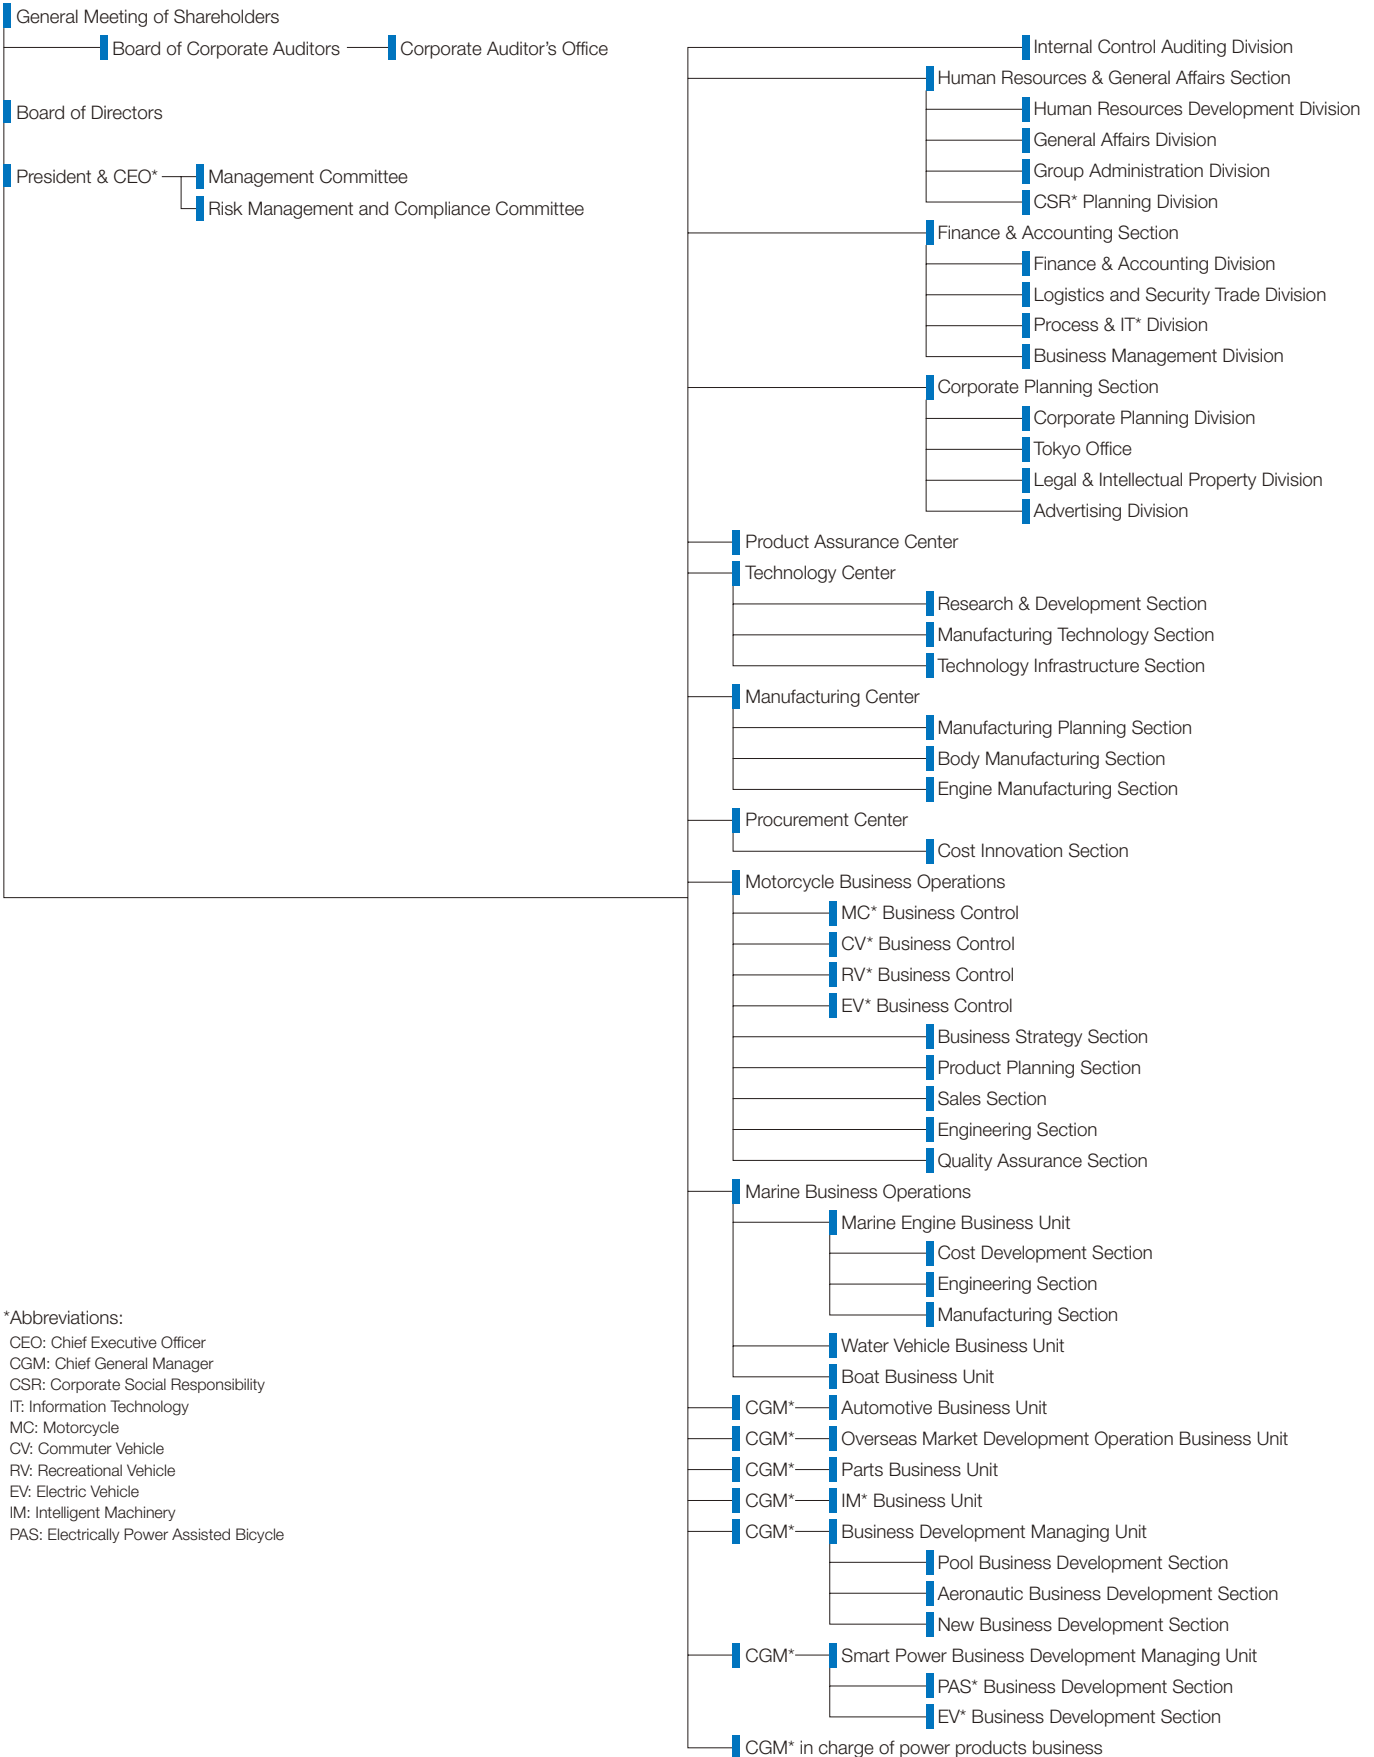 General Meeting of Shareholders
Board of Corporate Auditors
Corporate Auditor's Office
Board of Directors
President & CEO*
Management Committee
Risk Management and Compliance Committee
Internal Control Auditing Division
Human Resources & General Affairs Section
Human Resources Development Division
General Affairs Division
Group Administration Division
CSR* Planning Division
Finance & Accounting Section
Finance & Accounting Division
Logistics and Security Trade Division
Process & IT* Division
Business Management Division
Corporate Planning Section
Corporate Planning Division
Tokyo Office
Legal & Intellectual Property Division
Advertising Division
Product Assurance Center
Technology Center
Research & Development Section
Manufacturing Technology Section
Technology Infrastructure Section
Manufacturing Center
Manufacturing Planning Section
Body Manufacturing Section
Engine Manufacturing Section
Procurement Center
Cost Innovation Section
Motorcycle Business Operations
MC* Business Control
CV* Business Control
RV* Business Control
EV* Business Control
Business Strategy Section
Product Planning Section
Sales Section
Engineering Section
Quality Assurance Section
Marine Business Operations
Marine Engine Business Unit
Cost Development Section
Engineering Section
Manufacturing Section
Water Vehicle Business Unit
Boat Business Unit
CGM* Automotive Business Unit
CGM* Overseas Market Development Operation Business Unit
CGM* Parts Business Unit
CGM* IM* Business Unit
CGM* Business Development Managing Unit
Pool Business Development Section
Aeronautic Business Development Section
New Business Development Section
CGM* Smart Power Business Development Managing Unit
PAS* Business Development Section
EV* Business Development Section
CGM* in charge of power products business
*Abbreviations:
CEO: Chief Executive Officer
CGM: Chief General Manager
CSR: Corporate Social Responsibility
IT: Information Technology
MC: Motorcycle
CV: Commuter Vehicle
RV: Recreational Vehicle
EV: Electric Vehicle
IM: Intelligent Machinery
PAS: Electrically Power Assisted Bicycle